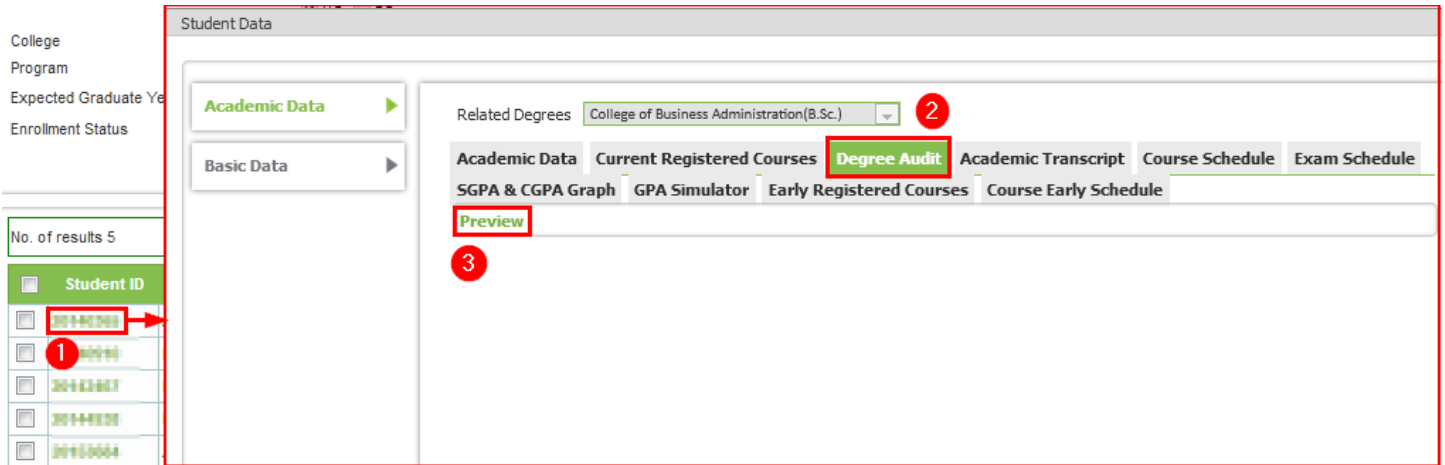 Student Data
College
Program
Expected Graduate Ye
Enrollment Status
No. of results 5
Student ID
1
Academic Data
Basic Data
Related Degrees College of Business Administration(B.Sc.) 2
Academic Data Current Registered Courses Degree Audit Academic Transcript Course Schedule Exam Schedule
SGPA & CGPA Graph GPA Simulator Early Registered Courses Course Early Schedule
Preview
3